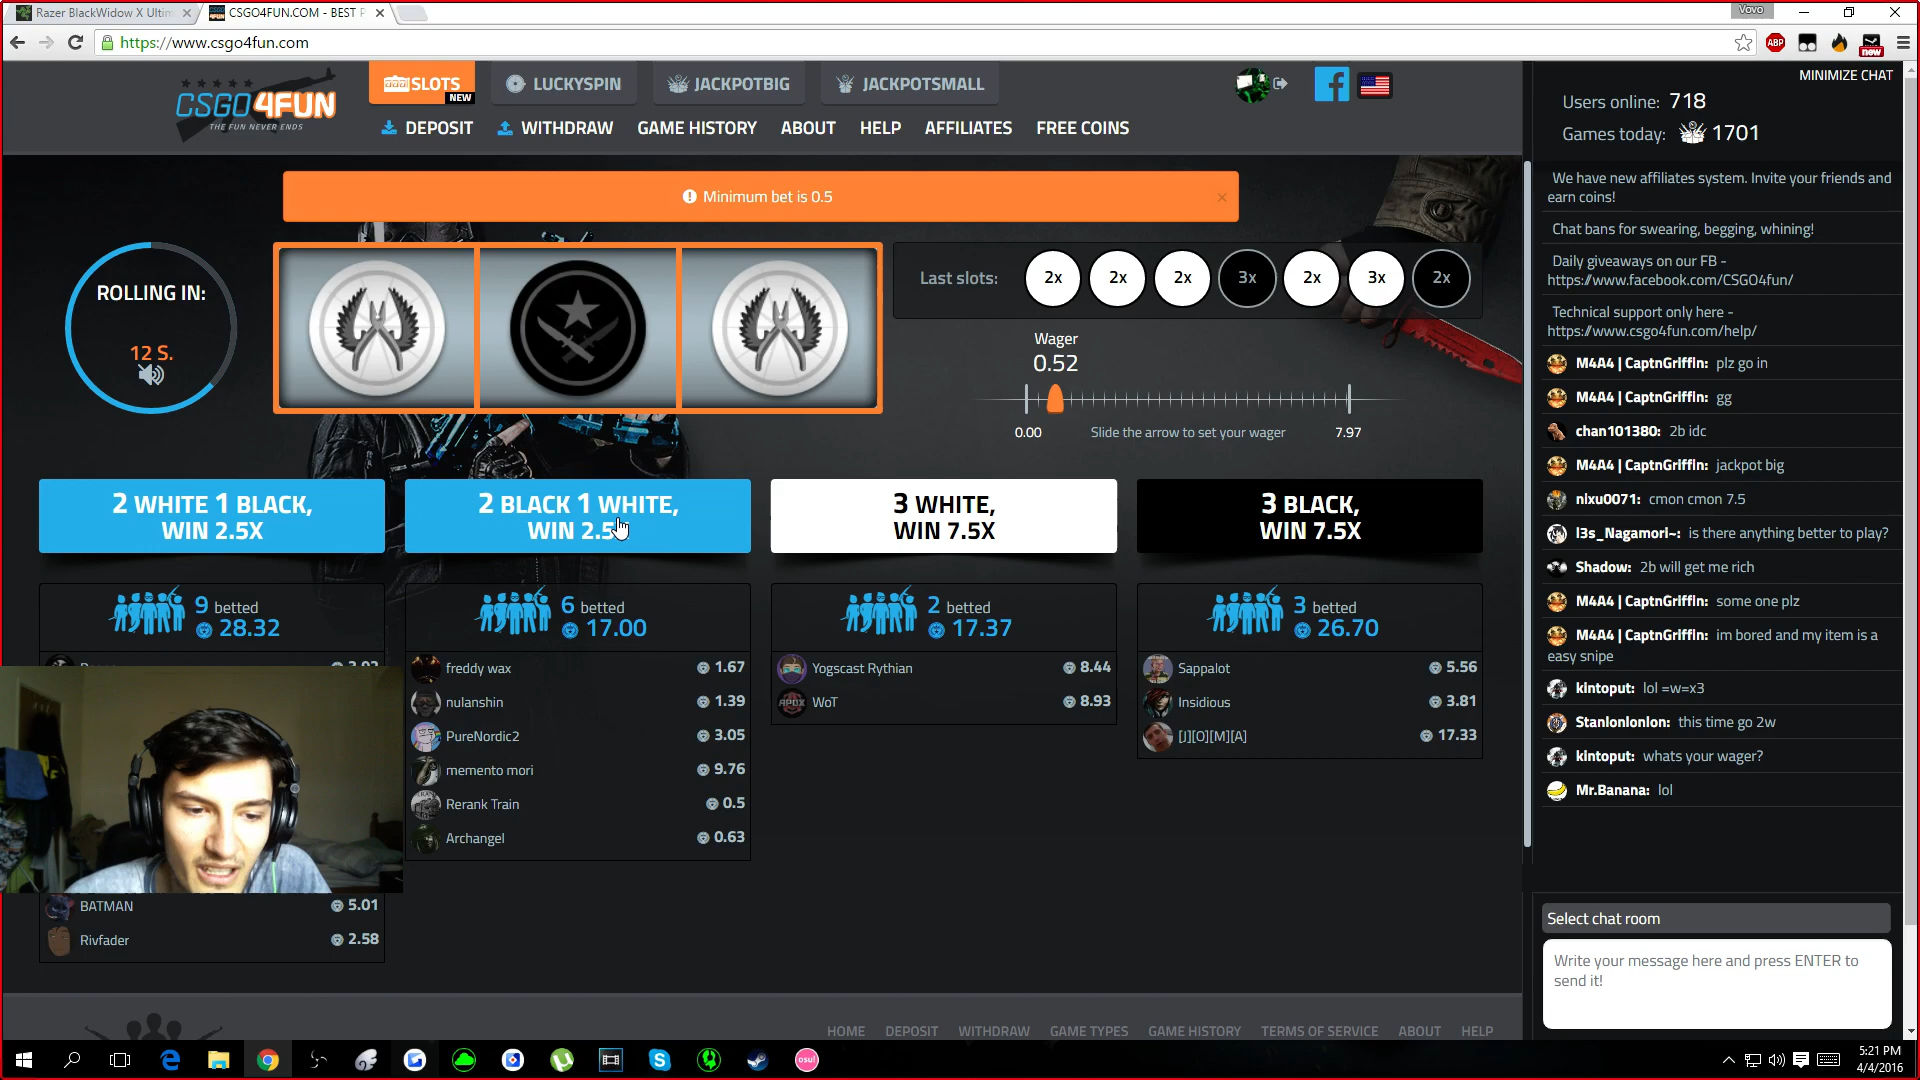 Razer BlackWidow X Ultim
CSGO4FUN.COM - BEST P
Vovo
https://www.csgo4fun.com
ABP
new
CSGO4FUN
THE FUN NEVER ENDS
SLOTS
NEW
LUCKYSPIN
JACKPOTBIG
JACKPOTSMALL
DEPOSIT
WITHDRAW
GAME HISTORY
ABOUT
HELP
AFFILIATES
FREE COINS
Minimum bet is 0.5
×
ROLLING IN:
12 S.
Last slots:
2x
2x
2x
3x
2x
3x
2x
Wager
0.52
0.00
Slide the arrow to set your wager
7.97
2 WHITE 1 BLACK,
WIN 2.5X
2 BLACK 1 WHITE,
WIN 2.5
3 WHITE,
WIN 7.5X
3 BLACK,
WIN 7.5X
9 betted
28.32
BATMAN 5.01
Rivfader 2.58
6 betted
17.00
freddy wax 1.67
nulanshin 1.39
PureNordic2 3.05
memento mori 9.76
Rerank Train 0.5
Archangel 0.63
2 betted
17.37
Yogscast Rythian 8.44
WoT 8.93
3 betted
26.70
Sappalot 5.56
Insidious 3.81
[J][O][M][A] 17.33
MINIMIZE CHAT
Users online: 718
Games today: 1701
We have new affiliates system. Invite your friends and
earn coins!
Chat bans for swearing, begging, whining!
Daily giveaways on our FB -
https://www.facebook.com/CSGO4fun/
Technical support only here -
https://www.csgo4fun.com/help/
M4A4 | CaptnGriffin: plz go in
M4A4 | CaptnGriffin: gg
chan101380: 2b idc
M4A4 | CaptnGriffin: jackpot big
nixu0071: cmon cmon 7.5
l3s_Nagamori~: is there anything better to play?
Shadow: 2b will get me rich
M4A4 | CaptnGriffin: some one plz
M4A4 | CaptnGriffin: im bored and my item is a
easy snipe
kintoput: lol =w=x3
Stanlonlonlon: this time go 2w
kintoput: whats your wager?
Mr.Banana: lol
Select chat room
Write your message here and press ENTER to
send it!
HOME
DEPOSIT
WITHDRAW
GAME TYPES
GAME HISTORY
TERMS OF SERVICE
ABOUT
HELP
osu!
5:21 PM
4/4/2016